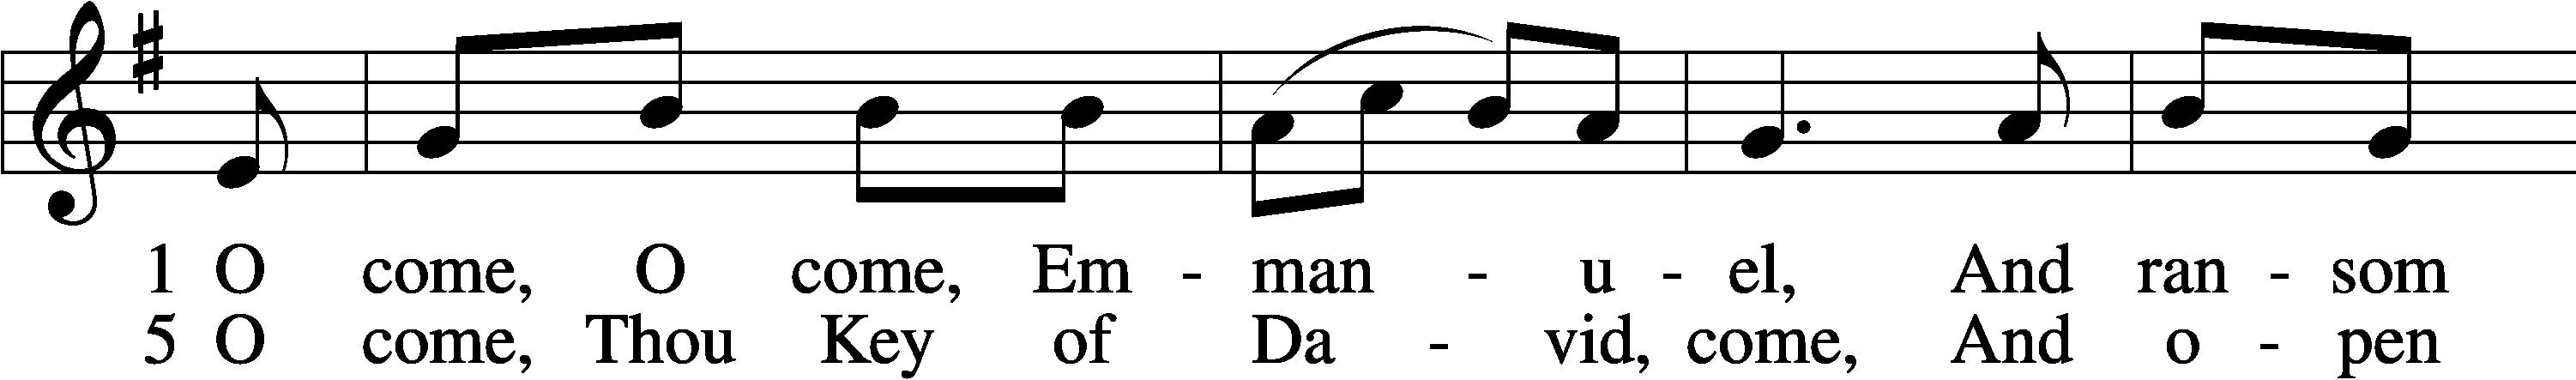 1 O come, O come, Em - man - u - el, And ran - som
5 O come, Thou Key of Da - vid, come, And o - pen